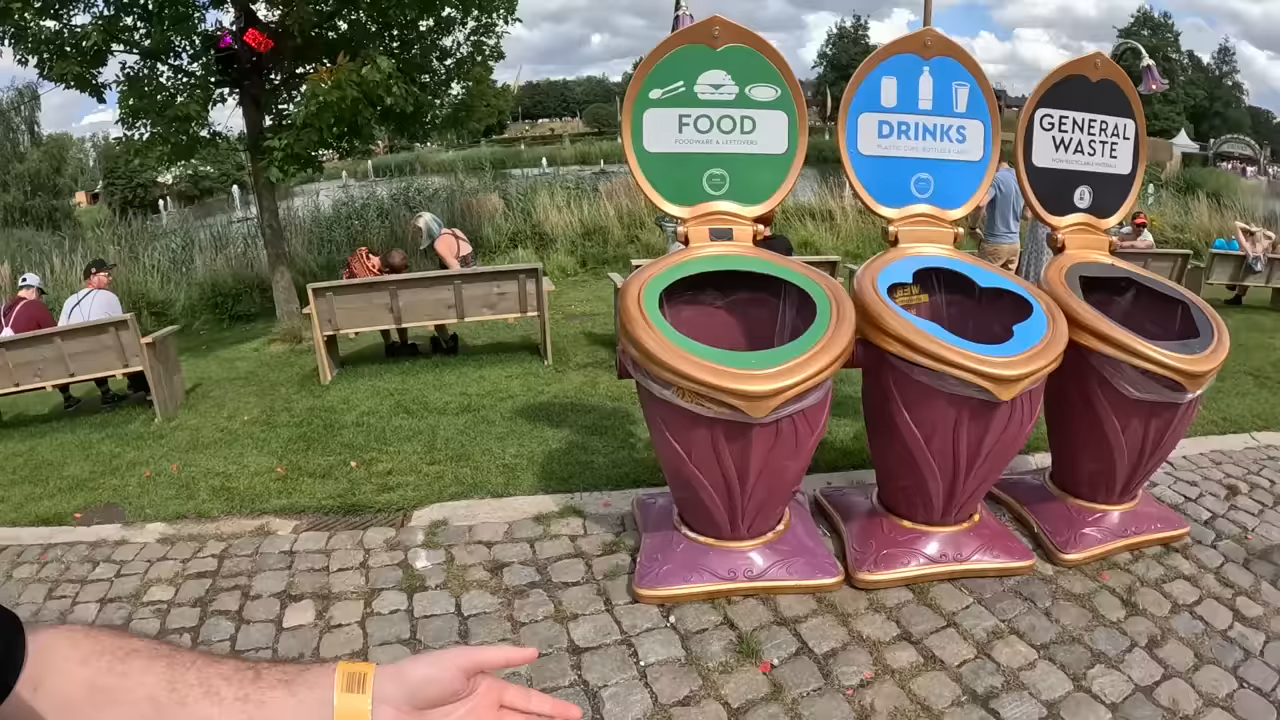 FOOD
FOODWARE & LEFTOVERS
DRINKS
PLASTIC CUPS, BOTTLES & CANS
GENERAL
WASTE
NON-RECYCLABLE MATERIALS